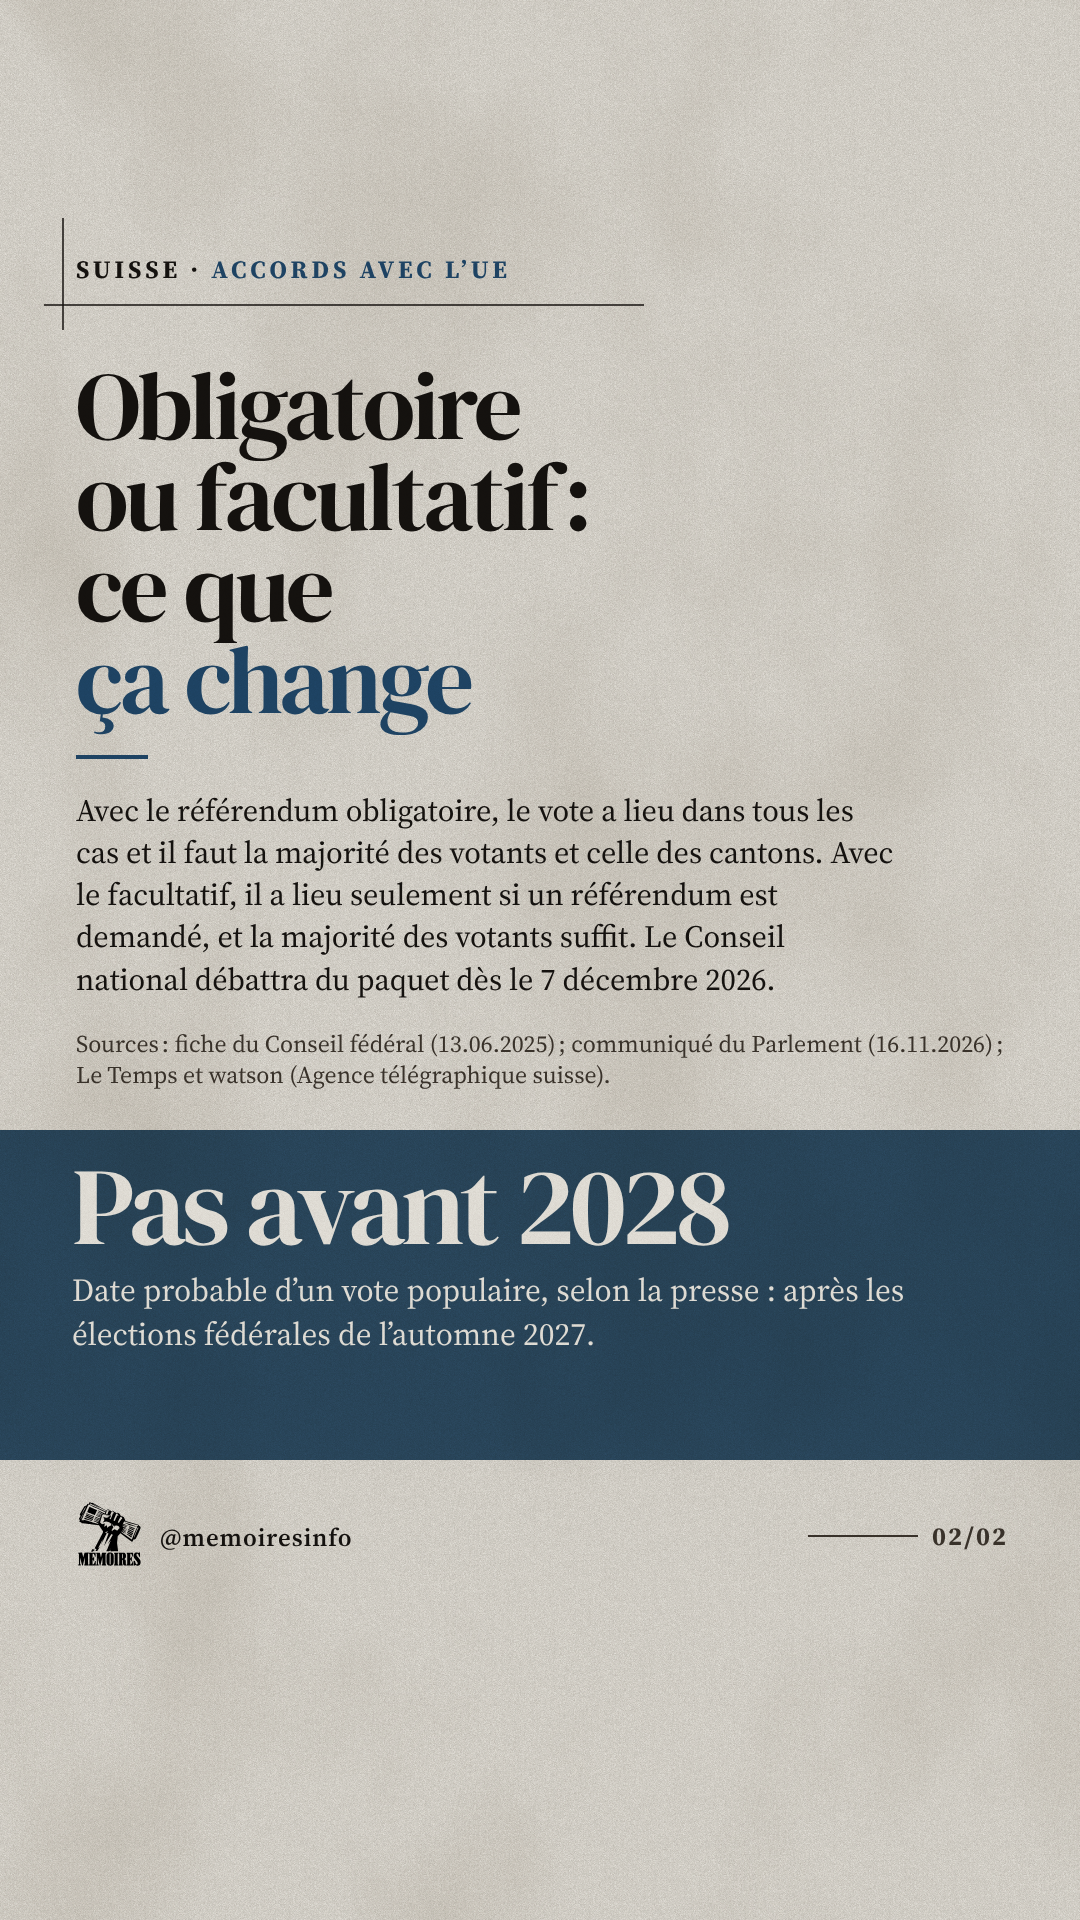 SUISSE · ACCORDS AVEC L’UE
Obligatoire
ou facultatif :
ce que
ça change
Avec le référendum obligatoire, le vote a lieu dans tous les
cas et il faut la majorité des votants et celle des cantons. Avec
le facultatif, il a lieu seulement si un référendum est
demandé, et la majorité des votants suffit. Le Conseil
national débattra du paquet dès le 7 décembre 2026.
Sources : fiche du Conseil fédéral (13.06.2025) ; communiqué du Parlement (16.11.2026) ;
Le Temps et watson (Agence télégraphique suisse).
Pas avant 2028
Date probable d’un vote populaire, selon la presse : après les
élections fédérales de l’automne 2027.
MÉMOIRES
@memoiresinfo
02/02